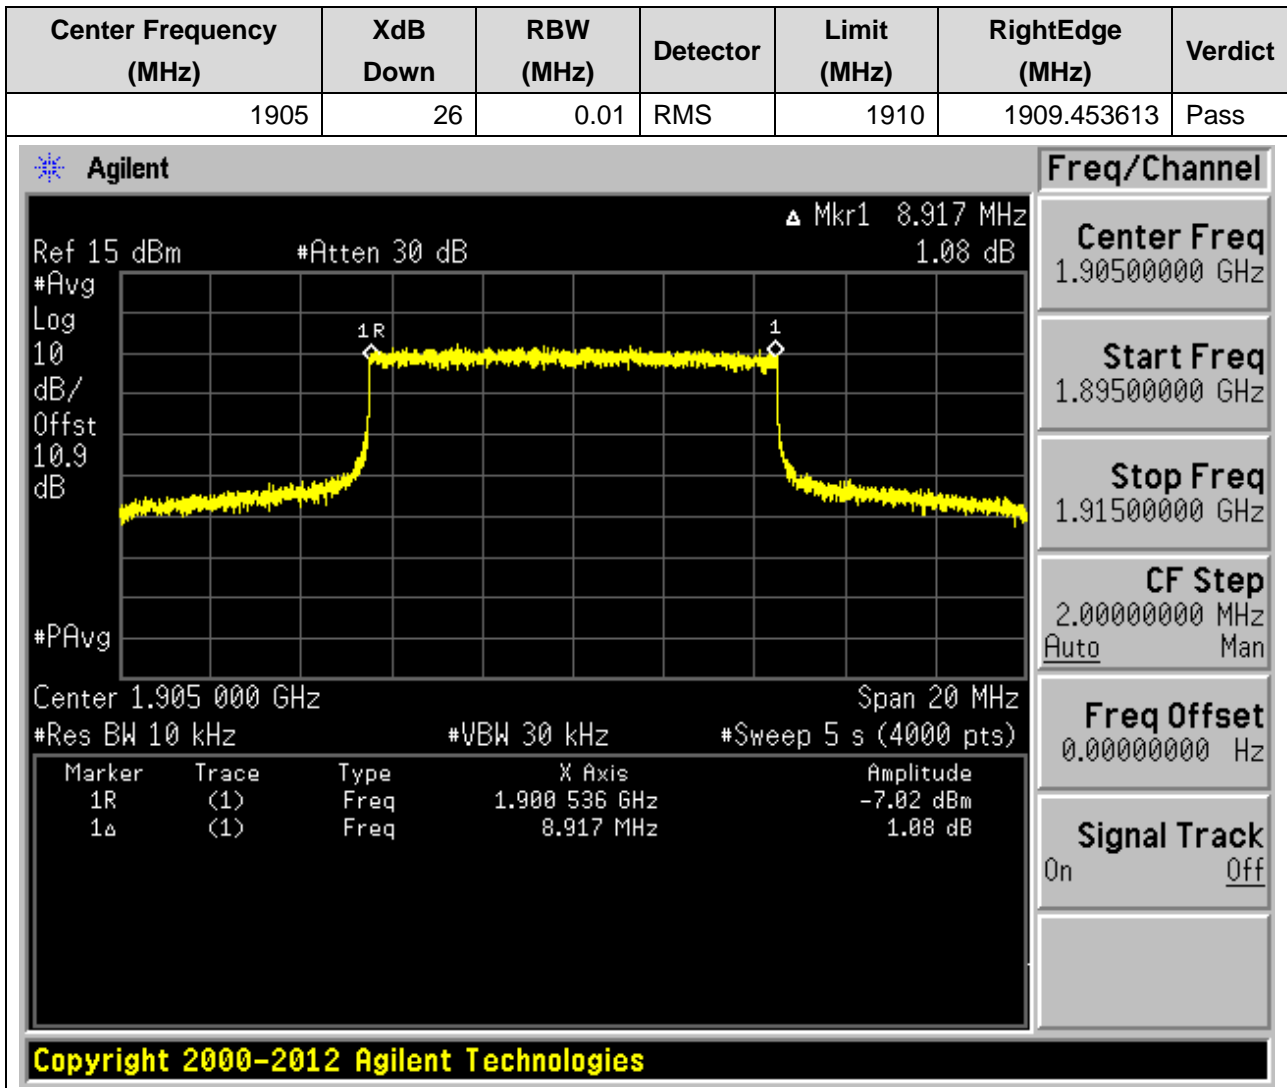 Center Frequency (MHz) XdB Down RBW (MHz) Detector Limit (MHz) RightEdge (MHz) Verdict
1905 26 0.01 RMS 1910 1909.453613 Pass
Agilent
Freq/Channel
Δ Mkr1 8.917 MHz
Ref 15 dBm #Atten 30 dB 1.08 dB
#Avg
Log
10
dB/
Offst
10.9
dB
#PAvg
1R
1
Center 1.905 000 GHz Span 20 MHz
#Res BW 10 kHz #VBW 30 kHz #Sweep 5 s (4000 pts)
Marker Trace Type X Axis Amplitude
1R (1) Freq 1.900 536 GHz -7.02 dBm
1Δ (1) Freq 8.917 MHz 1.08 dB
Center Freq
1.90500000 GHz
Start Freq
1.89500000 GHz
Stop Freq
1.91500000 GHz
CF Step
2.00000000 MHz
Auto Man
Freq Offset
0.00000000 Hz
Signal Track
On Off
Copyright 2000-2012 Agilent Technologies